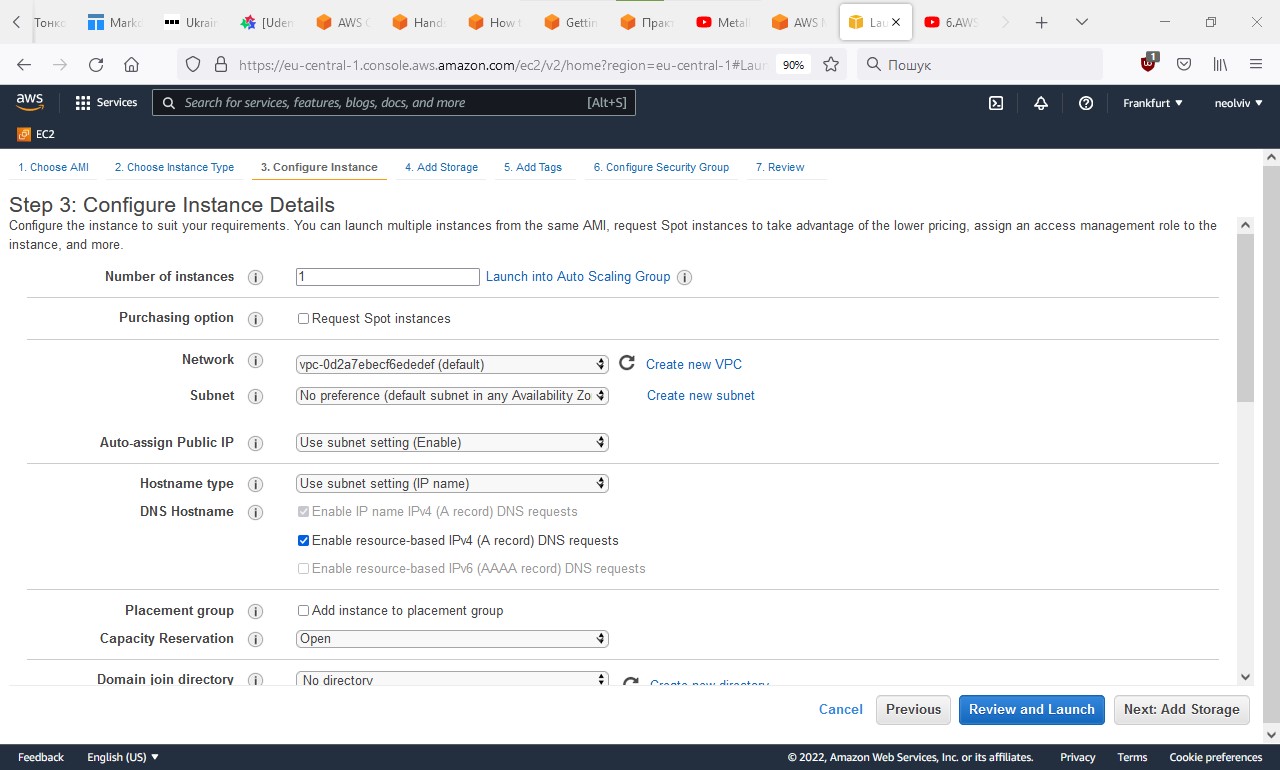 Тонко
Mark
Ukrain
[Uden
AWS
Hands
How t
Gettin
Прак
Metal
AWS
Lau
6.AWS
https://eu-central-1.console.aws.amazon.com/ec2/v2/home?region=eu-central-1#Laun
90%
Пошук
1
aws
Services
Search for services, features, blogs, docs, and more
[Alt+S]
Frankfurt
neolviv
EC2
1. Choose AMI
2. Choose Instance Type
3. Configure Instance
4. Add Storage
5. Add Tags
6. Configure Security Group
7. Review
Step 3: Configure Instance Details
Configure the instance to suit your requirements. You can launch multiple instances from the same AMI, request Spot instances to take advantage of the lower pricing, assign an access management role to the
instance, and more.
Number of instances
1
Launch into Auto Scaling Group
Purchasing option
Request Spot instances
Network
vpc-0d2a7ebecf6ededef (default)
Create new VPC
Subnet
No preference (default subnet in any Availability Zo
Create new subnet
Auto-assign Public IP
Use subnet setting (Enable)
Hostname type
Use subnet setting (IP name)
DNS Hostname
Enable IP name IPv4 (A record) DNS requests
Enable resource-based IPv4 (A record) DNS requests
Enable resource-based IPv6 (AAAA record) DNS requests
Placement group
Add instance to placement group
Capacity Reservation
Open
Domain join directory
No directory
Create new directory
Cancel
Previous
Review and Launch
Next: Add Storage
Feedback
English (US)
© 2022, Amazon Web Services, Inc. or its affiliates.
Privacy
Terms
Cookie preferences